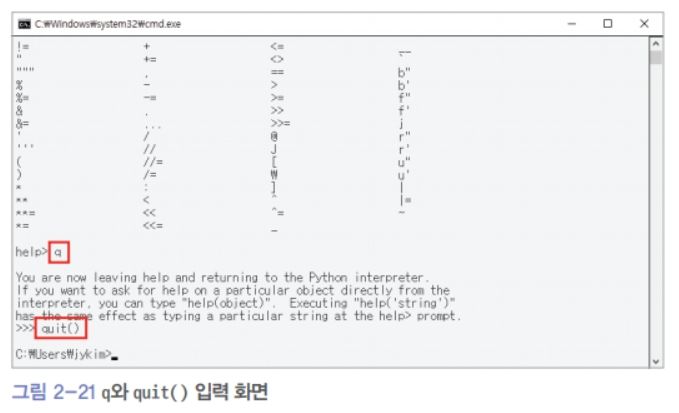 C:₩Windows₩system32₩cmd.exe
!= + <= __
" += <>
""" , == b"
% - > b'
%= -= >= f"
& . >> f'
&= ... >>= j
' / @ r"
''' // J r'
( //= [ u"
) /= ₩ u'
* : ] |
** < ^ |=
**= << ^= ~
*= <<= _
help> q
You are now leaving help and returning to the Python interpreter.
If you want to ask for help on a particular object directly from the
interpreter, you can type "help(object)". Executing "help('string')"
has the same effect as typing a particular string at the help> prompt.
>>> quit()
C:₩Users₩jykim>
그림 2-21 q와 quit() 입력 화면